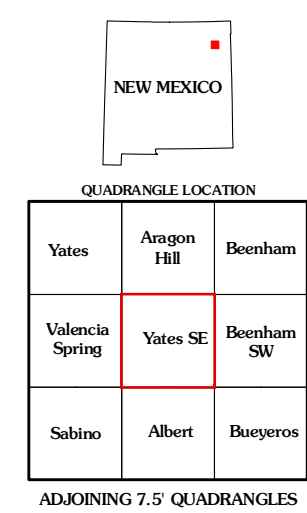 NEW MEXICO
QUADRANGLE LOCATION
Yates
Aragon
Hill
Beenham
Valencia
Spring
Yates SE
Beenham
SW
Sabino
Albert
Bueyeros
ADJOINING 7.5' QUADRANGLES